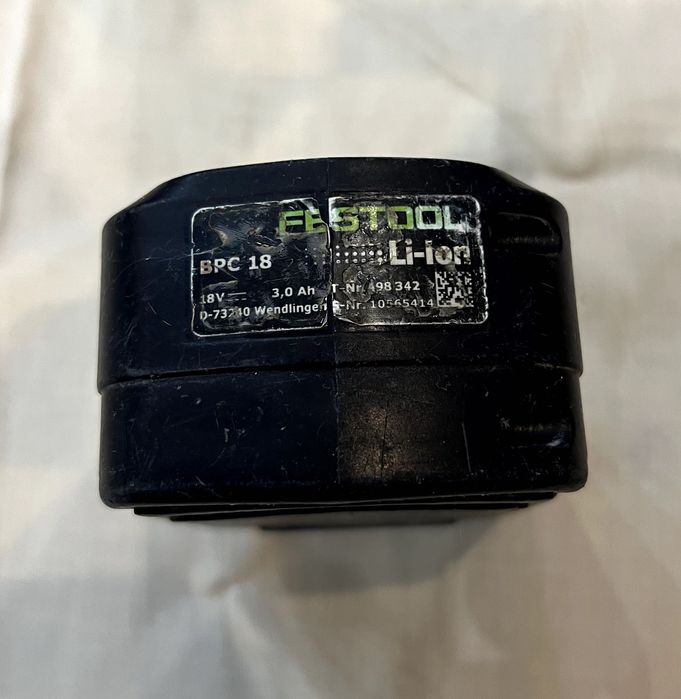 FESTOOL
BPC 18 Li-Ion
18V 3,0 Ah T-Nr. 498 342
D-73240 Wendlingen S-Nr. 10565414